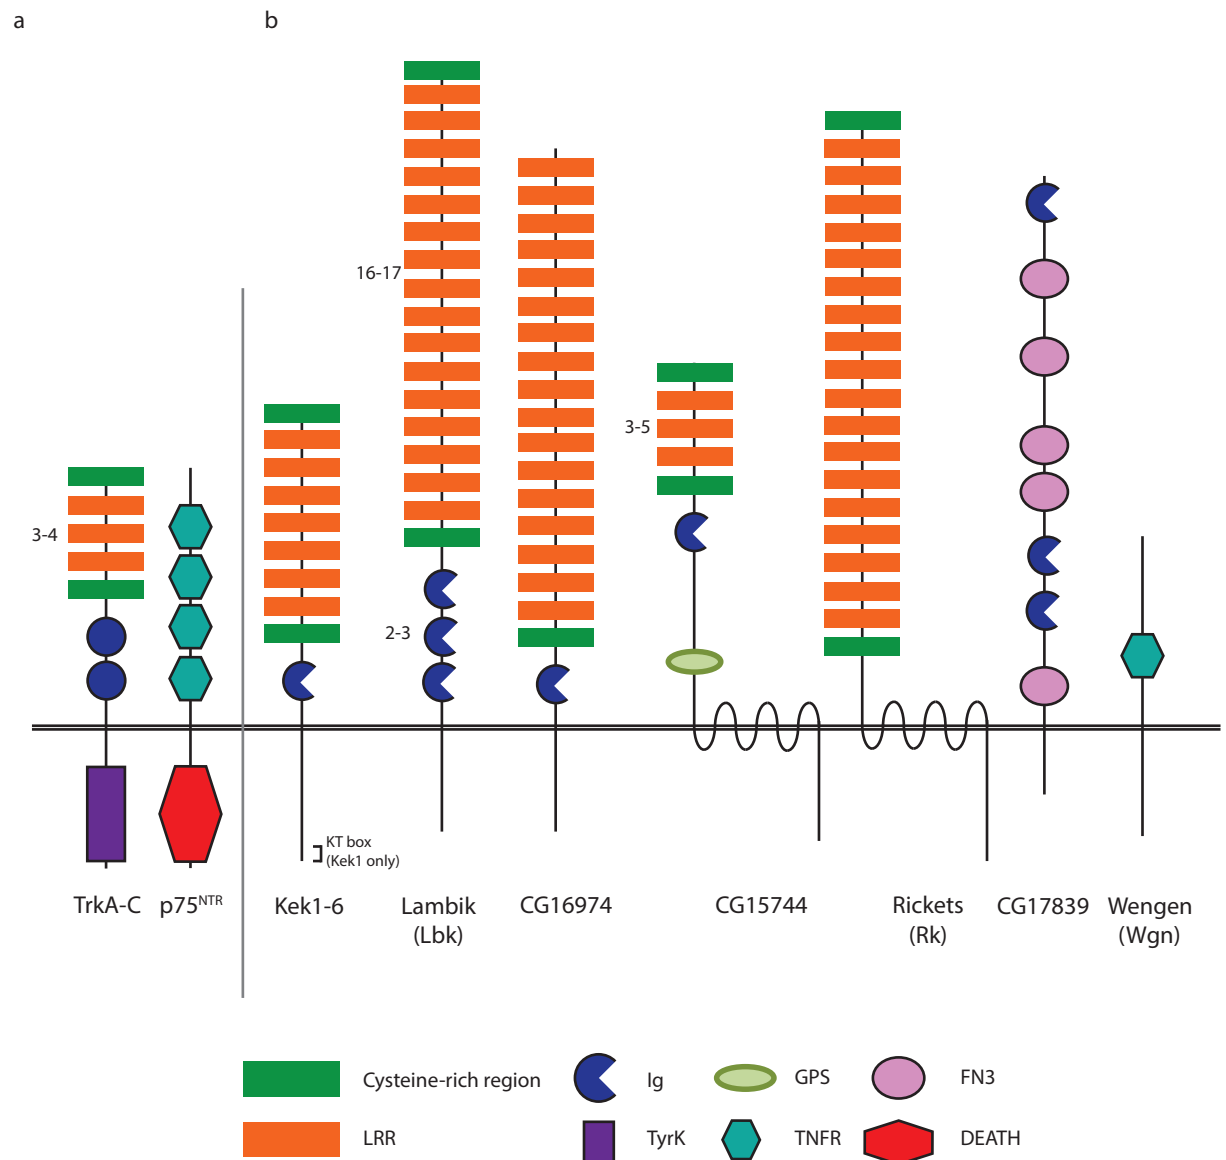 a
b
16-17
3-5
3-4
2-3
KT box
(Kek1 only)
TrkA-C
p75NTR
Kek1-6
Lambik
(Lbk)
CG16974
CG15744
Rickets
(Rk)
CG17839
Wengen
(Wgn)
Cysteine-rich region
Ig
GPS
FN3
LRR
TyrK
TNFR
DEATH